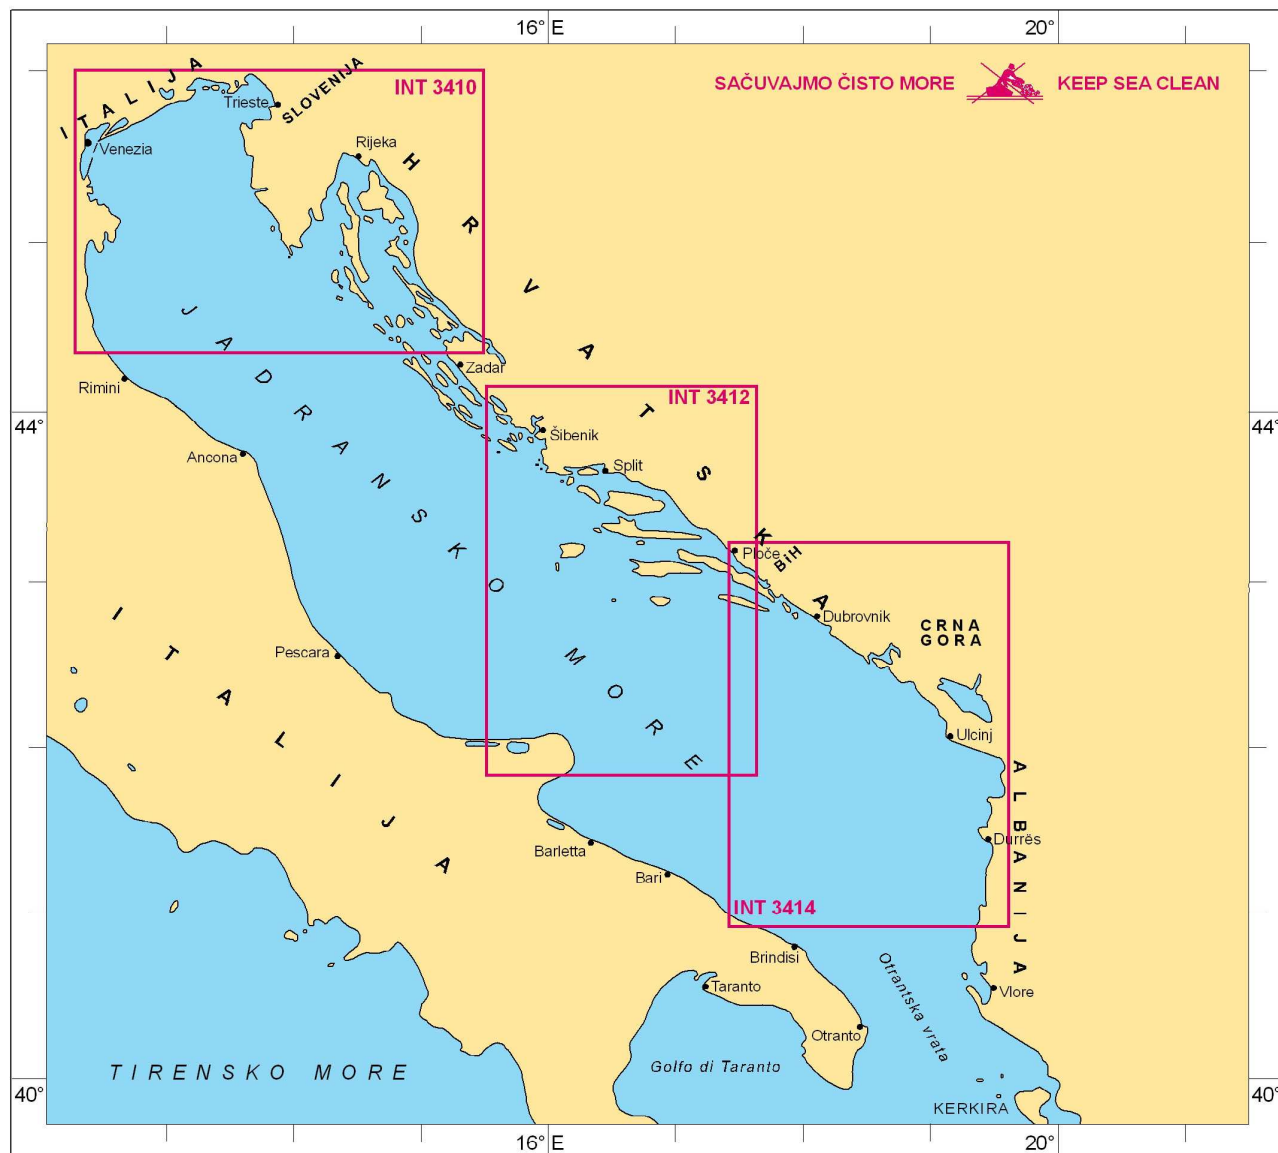 16° E
20°
SAČUVAJMO ČISTO MORE
KEEP SEA CLEAN
INT 3410
ITALIJA
SLOVENIJA
Trieste
Venezia
Rijeka
HRVATSKA
JADRANSKO MORE
Zadar
Rimini
INT 3412
44°
44°
Šibenik
Ancona
Split
Ploče
BiH
Dubrovnik
CRNA
GORA
ITALIJA
Pescara
Ulcinj
ALBANIJA
Durrës
Barletta
Bari
INT 3414
Brindisi
Otrantska vrata
Taranto
Vlore
Otranto
Golfo di Taranto
TIRENSKO MORE
40°
40°
KERKIRA
16° E
20°